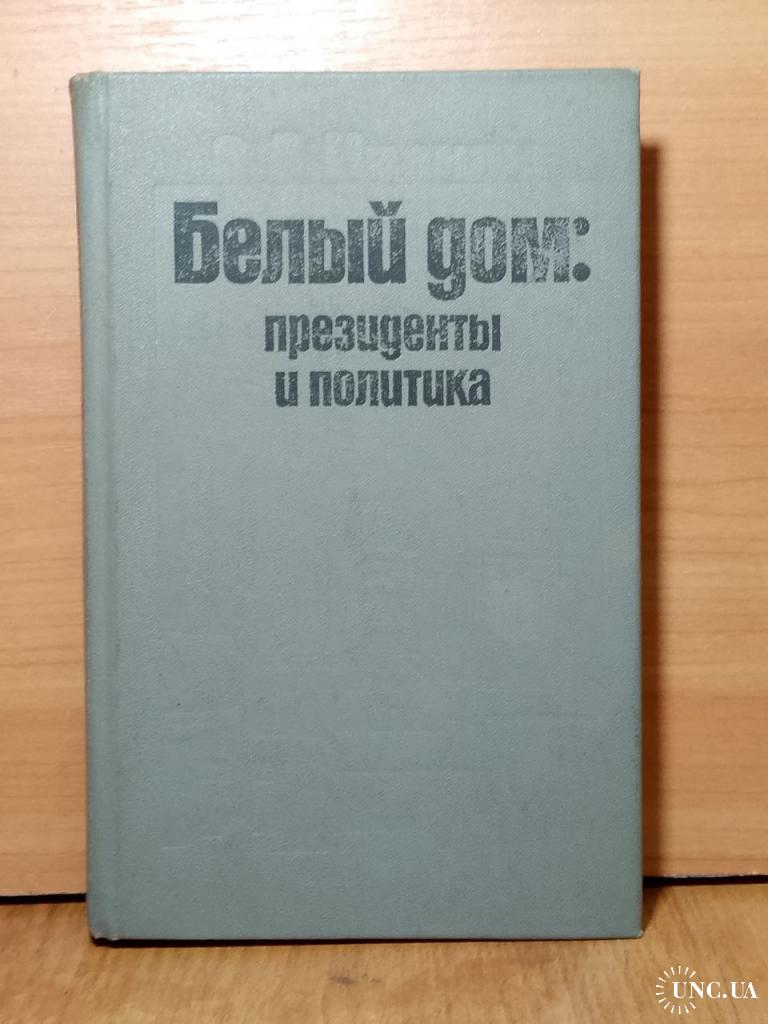 Белый дом:
президенты
и политика
UNC.UA